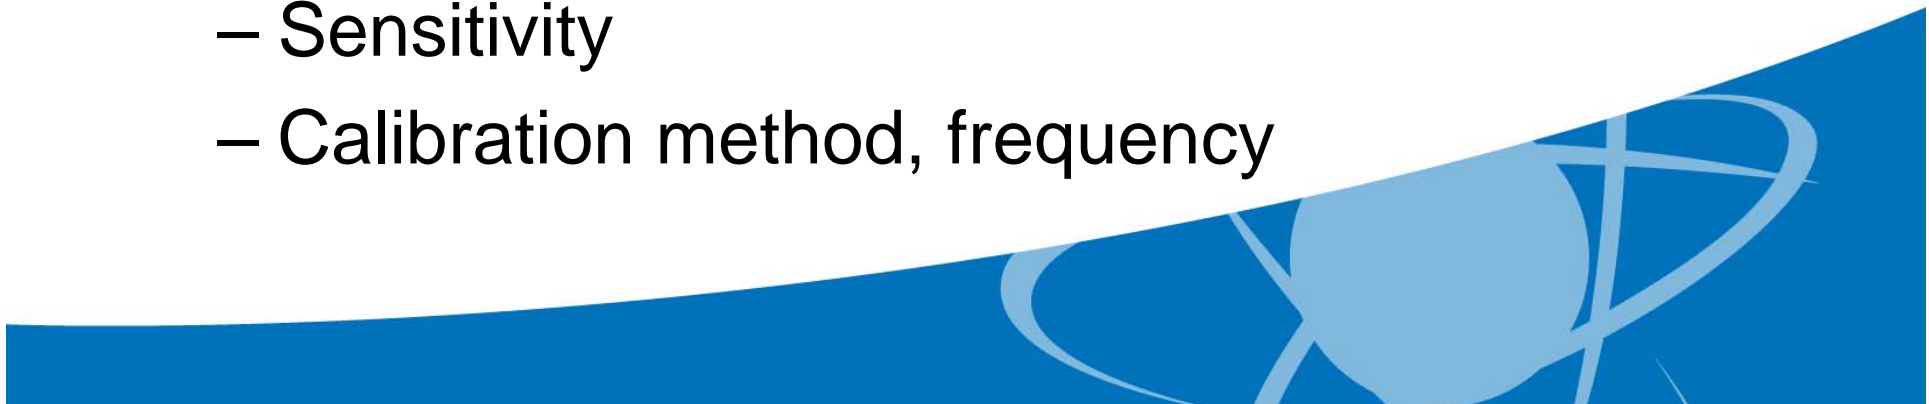 – Sensitivity
– Calibration method, frequency